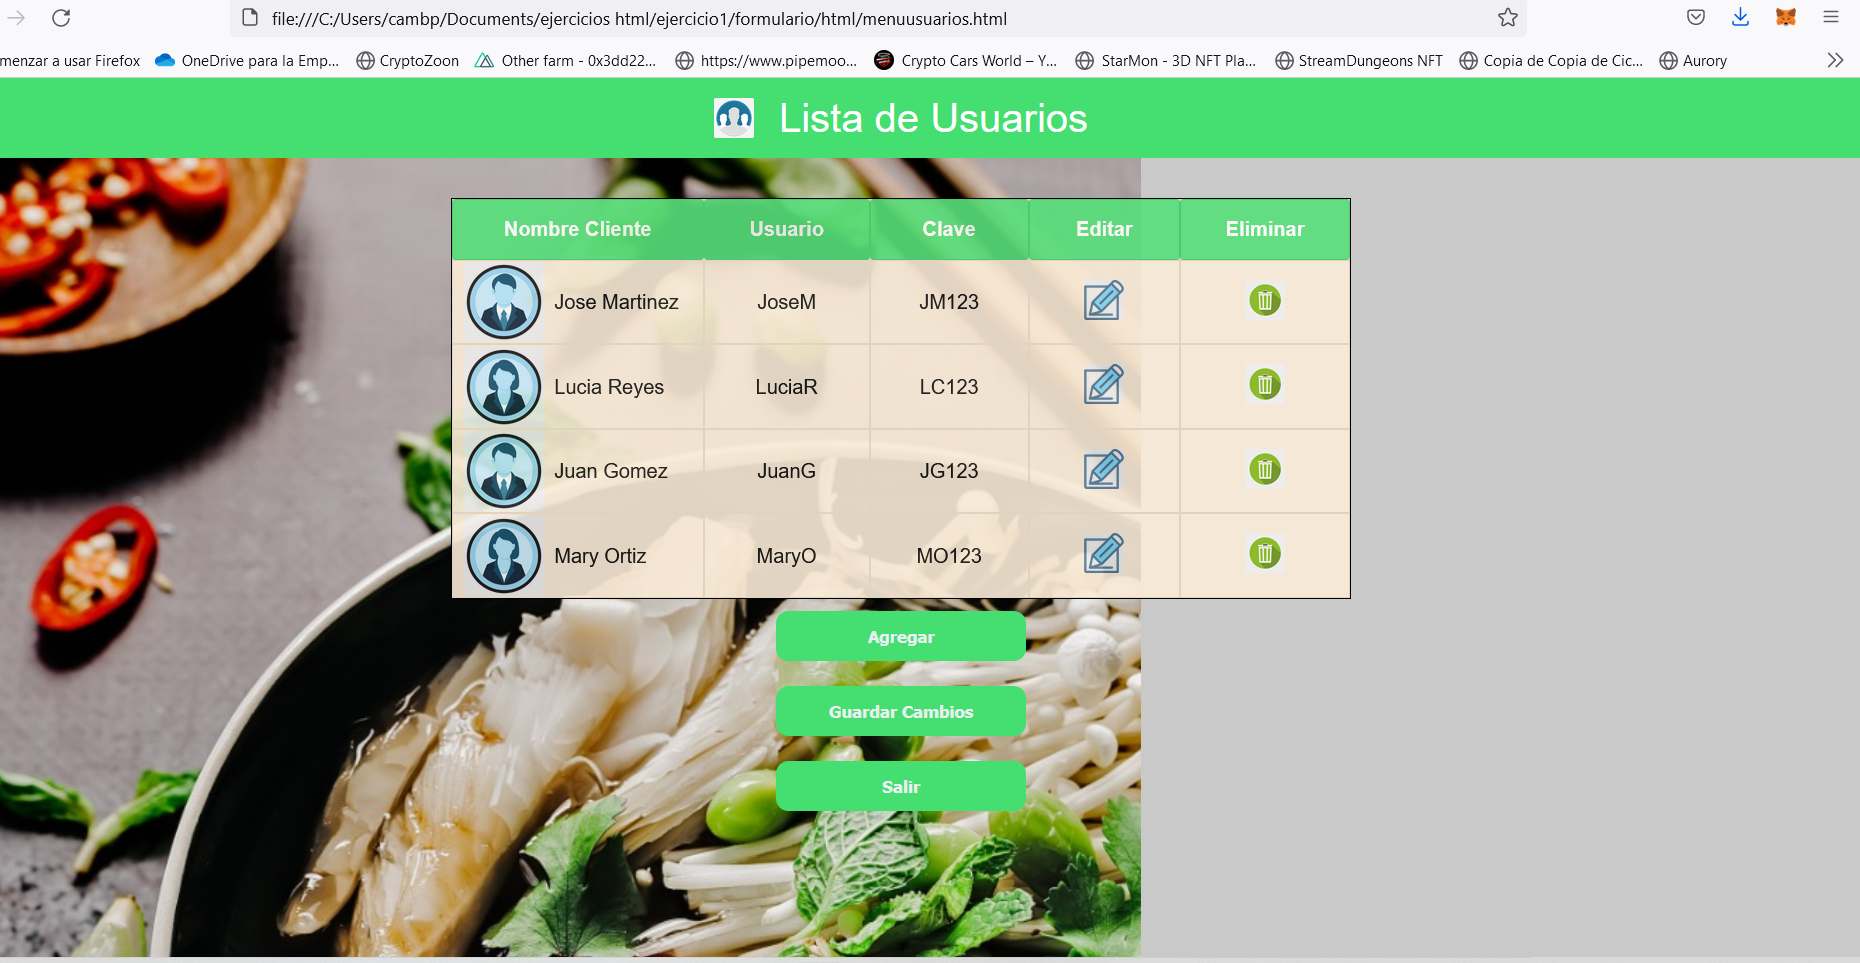 file:///C:/Users/cambp/Documents/ejercicios html/ejercicio1/formulario/html/menuusuarios.html
menzar a usar Firefox OneDrive para la Emp... CryptoZoon Other farm - 0x3dd22... https://www.pipemoo... Crypto Cars World – Y... StarMon - 3D NFT Pla... StreamDungeons NFT Copia de Copia de Cic... Aurory
Lista de Usuarios
Nombre Cliente Usuario Clave Editar Eliminar
Jose Martinez JoseM JM123
Lucia Reyes LuciaR LC123
Juan Gomez JuanG JG123
Mary Ortiz MaryO MO123
Agregar
Guardar Cambios
Salir